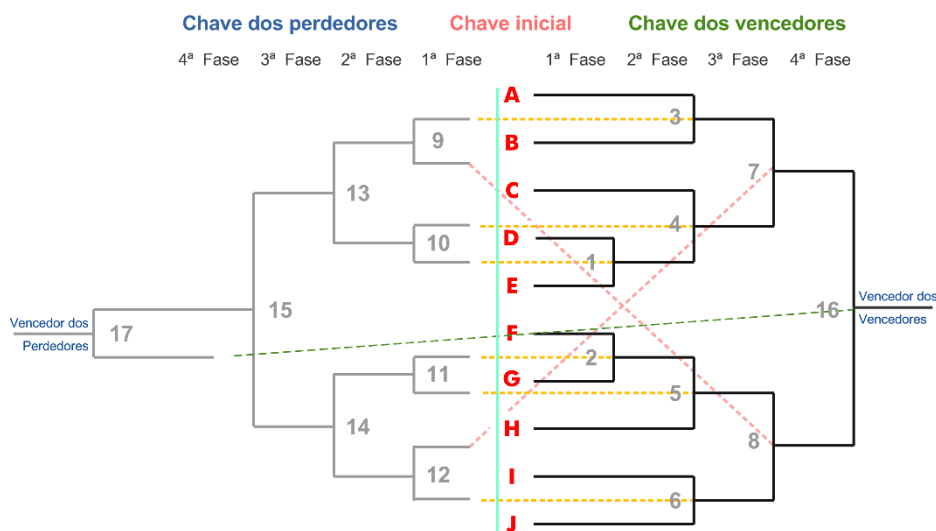 Chave dos perdedores Chave inicial Chave dos vencedores
4ª Fase 3ª Fase 2ª Fase 1ª Fase 1ª Fase 2ª Fase 3ª Fase 4ª Fase
A
3
9 B
7
13 C
4
10 D
1
E
Vencedor dos
Vencedores
16
15
Vencedor dos
Perdedores
17
F
2
11 G
5
14 H
8
12 I
6
J